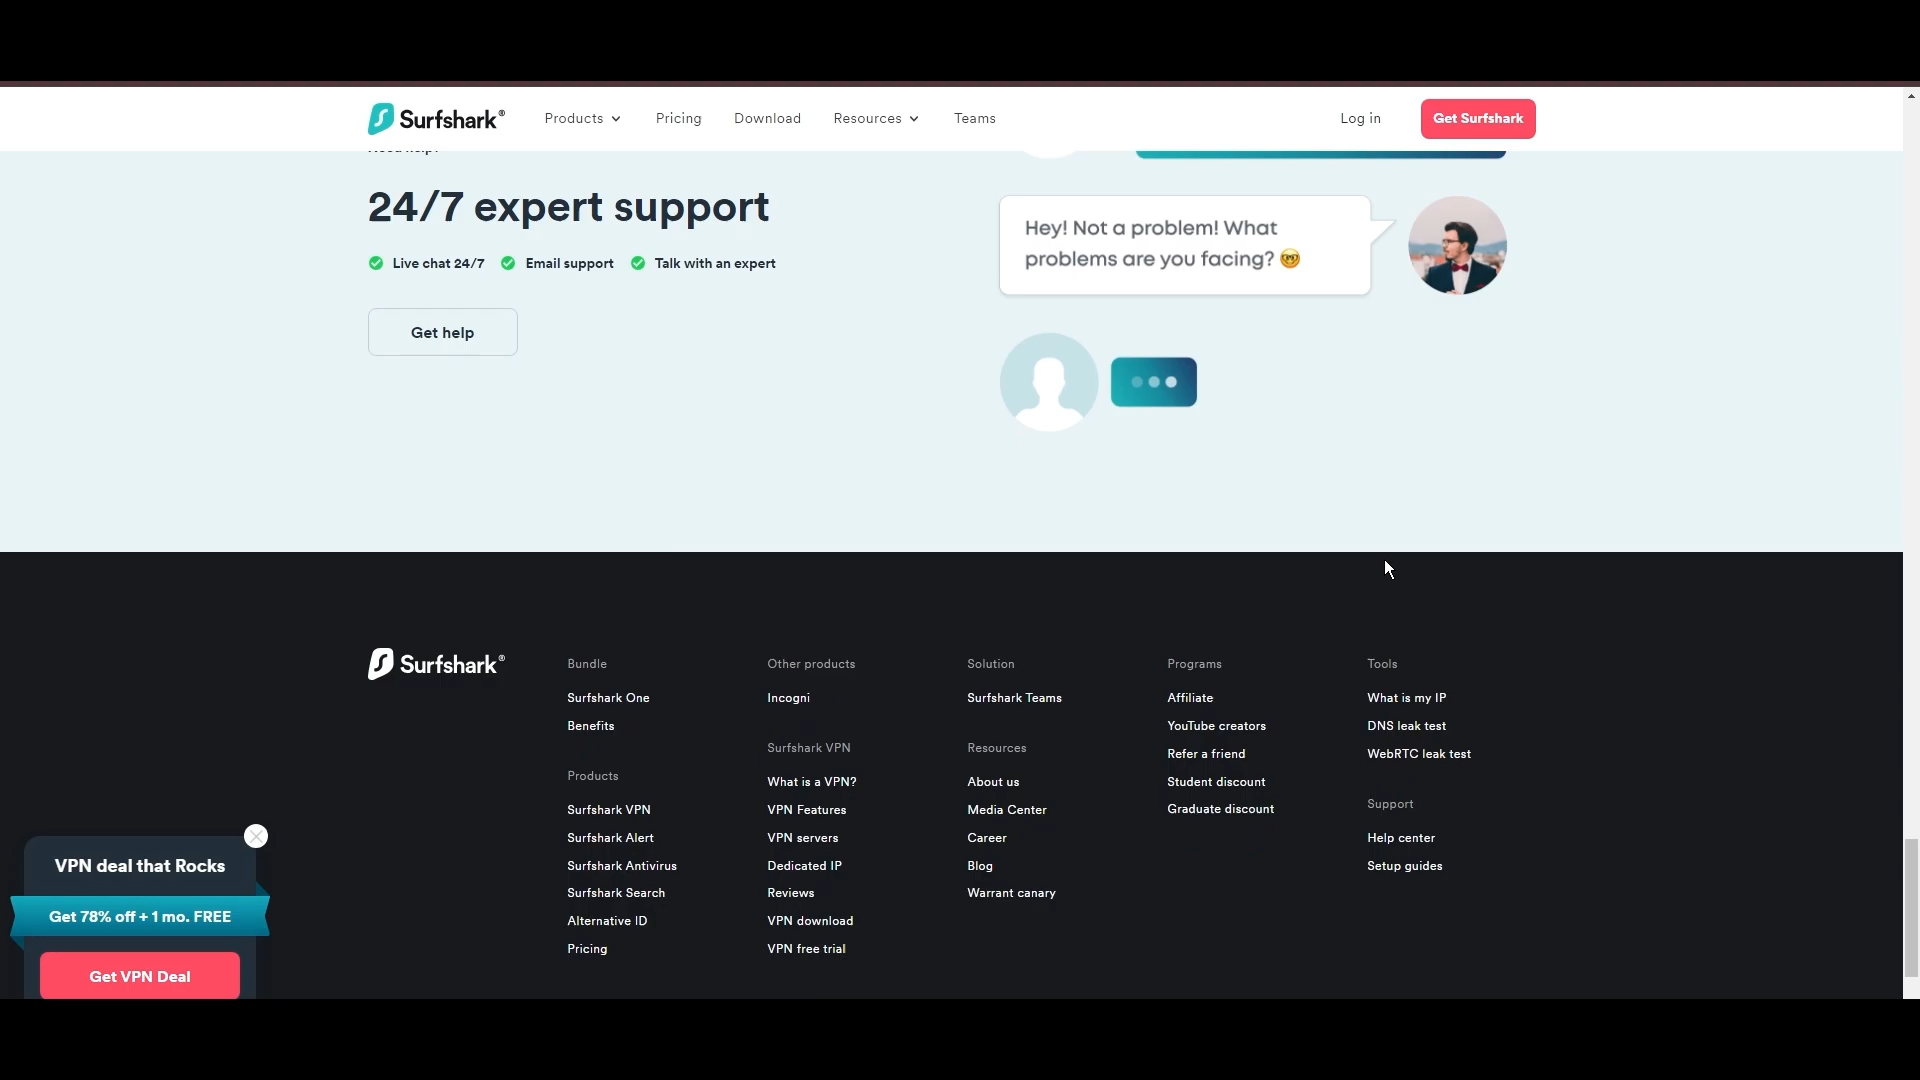 Surfshark®
Products
Pricing
Download
Resources
Teams
Log in
Get Surfshark
Need help?
24/7 expert support
Live chat 24/7
Email support
Talk with an expert
Get help
Hey! Not a problem! What
problems are you facing? 🤓
Surfshark®
Bundle
Surfshark One
Benefits
Products
Surfshark VPN
Surfshark Alert
Surfshark Antivirus
Surfshark Search
Alternative ID
Pricing
Other products
Incogni
Surfshark VPN
What is a VPN?
VPN Features
VPN servers
Dedicated IP
Reviews
VPN download
VPN free trial
Solution
Surfshark Teams
Resources
About us
Media Center
Career
Blog
Warrant canary
Programs
Affiliate
YouTube creators
Refer a friend
Student discount
Graduate discount
Tools
What is my IP
DNS leak test
WebRTC leak test
Support
Help center
Setup guides
VPN deal that Rocks
Get 78% off + 1 mo. FREE
Get VPN Deal